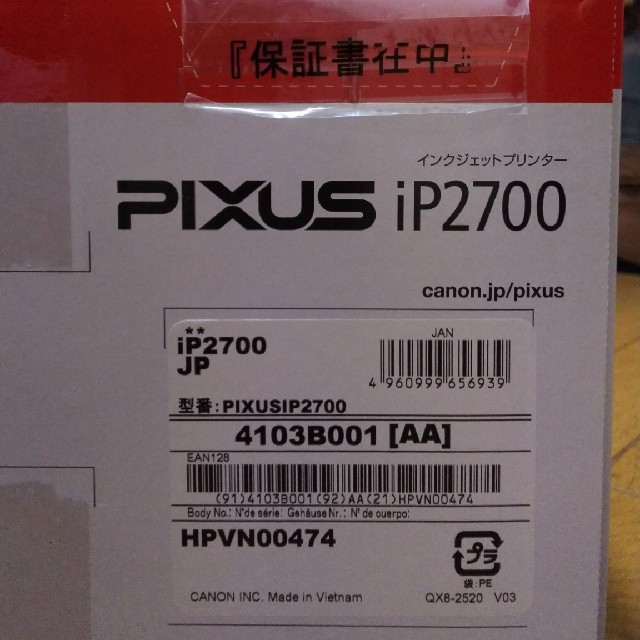 『保証書在中』
インクジェットプリンター
PIXUS iP2700
canon.jp/pixus
**
iP2700
JP
JAN
4 960999 656939
型番:PIXUSIP2700
4103B001 [AA]
EAN128
(91)4103B001(92)AA(21)HPVN00474
Body No.: N°de série: Gehäuse Nr.: N° de cuerpo:
HPVN00474
プラ
袋:PE
CANON INC. Made in Vietnam
QX8-2520 V03